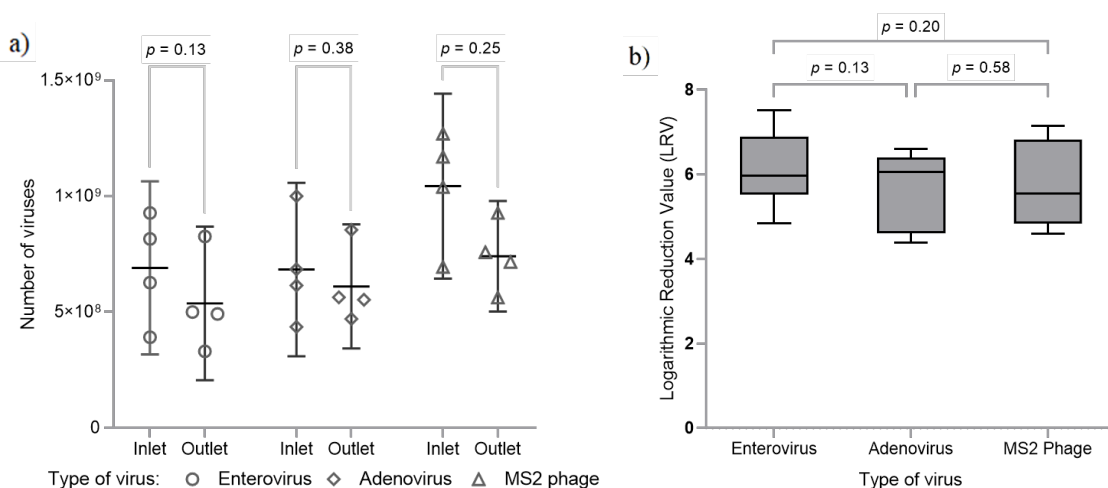 a)
p = 0.13
p = 0.38
p = 0.25
1.5×10⁹
1×10⁹
5×10⁸
0
Number of viruses
Inlet Outlet Inlet Outlet Inlet Outlet
Type of virus: Enterovirus Adenovirus MS2 phage
b)
p = 0.20
p = 0.13
p = 0.58
8
6
4
2
0
Logarithmic Reduction Value (LRV)
Enterovirus Adenovirus MS2 Phage
Type of virus